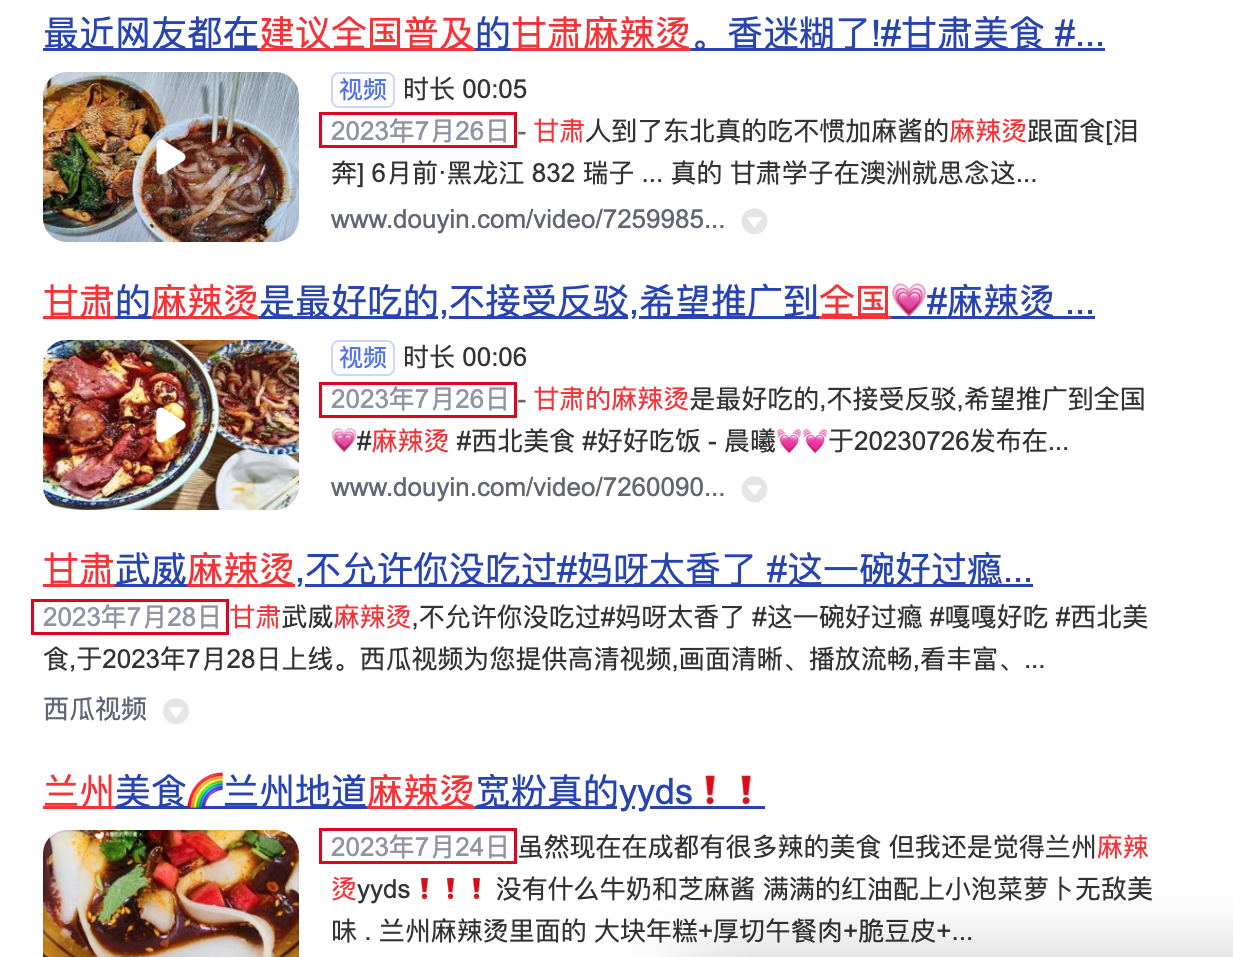 最近网友都在建议全国普及的甘肃麻辣烫。香迷糊了!#甘肃美食 #...
视频 时长 00:05
2023年7月26日 - 甘肃人到了东北真的吃不惯加麻酱的麻辣烫跟面食[泪
奔] 6月前·黑龙江 832 瑞子 ... 真的 甘肃学子在澳洲就思念这...
www.douyin.com/video/7259985...
甘肃的麻辣烫是最好吃的,不接受反驳,希望推广到全国💗#麻辣烫 ...
视频 时长 00:06
2023年7月26日 - 甘肃的麻辣烫是最好吃的,不接受反驳,希望推广到全国
💗#麻辣烫 #西北美食 #好好吃饭 - 晨曦💓💓于20230726发布在...
www.douyin.com/video/7260090...
甘肃武威麻辣烫,不允许你没吃过#妈呀太香了 #这一碗好过瘾...
2023年7月28日 甘肃武威麻辣烫,不允许你没吃过#妈呀太香了 #这一碗好过瘾 #嘎嘎好吃 #西北美
食,于2023年7月28日上线。西瓜视频为您提供高清视频,画面清晰、播放流畅,看丰富、...
西瓜视频
兰州美食🌈兰州地道麻辣烫宽粉真的yyds❗❗
2023年7月24日 虽然现在在成都有很多辣的美食 但我还是觉得兰州麻辣
烫yyds❗❗❗ 没有什么牛奶和芝麻酱 满满的红油配上小泡菜萝卜无敌美
味 . 兰州麻辣烫里面的 大块年糕+厚切午餐肉+脆豆皮+...